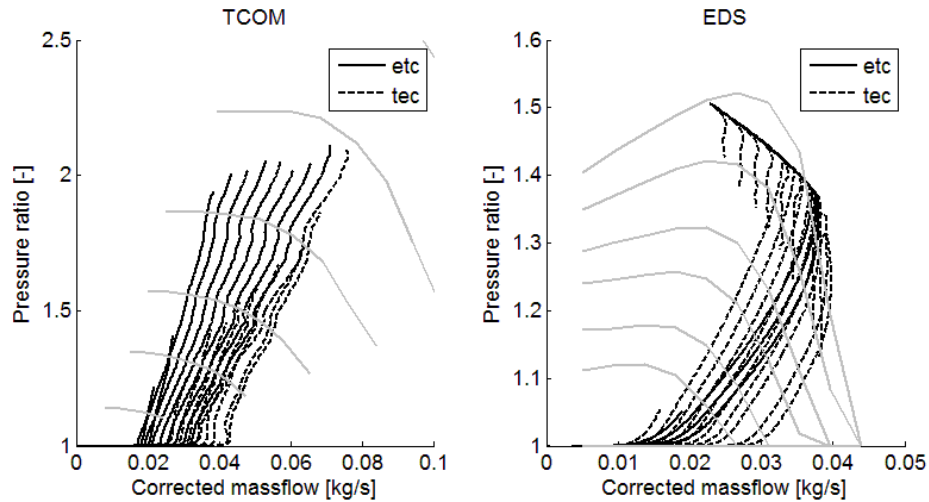 TCOM
2.5
2
1.5
1
0
0.02
0.04
0.06
0.08
0.1
Pressure ratio [-]
Corrected massflow [kg/s]
etc
tec
EDS
1.6
1.5
1.4
1.3
1.2
1.1
1
0
0.01
0.02
0.03
0.04
0.05
Pressure ratio [-]
Corrected massflow [kg/s]
etc
tec